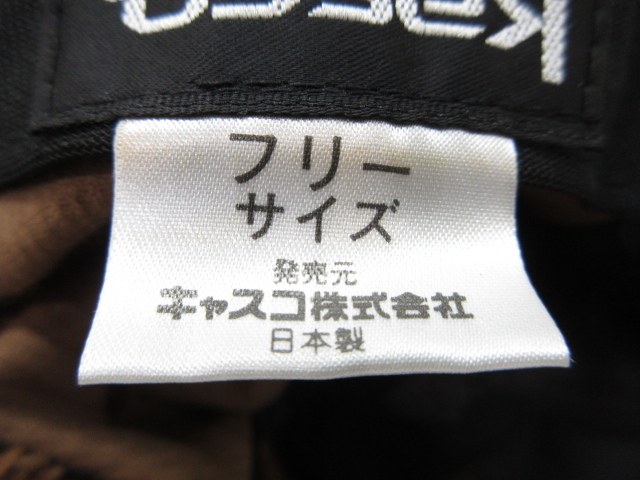 Kasco
フリー
サイズ
発売元
キャスコ株式会社
日本製